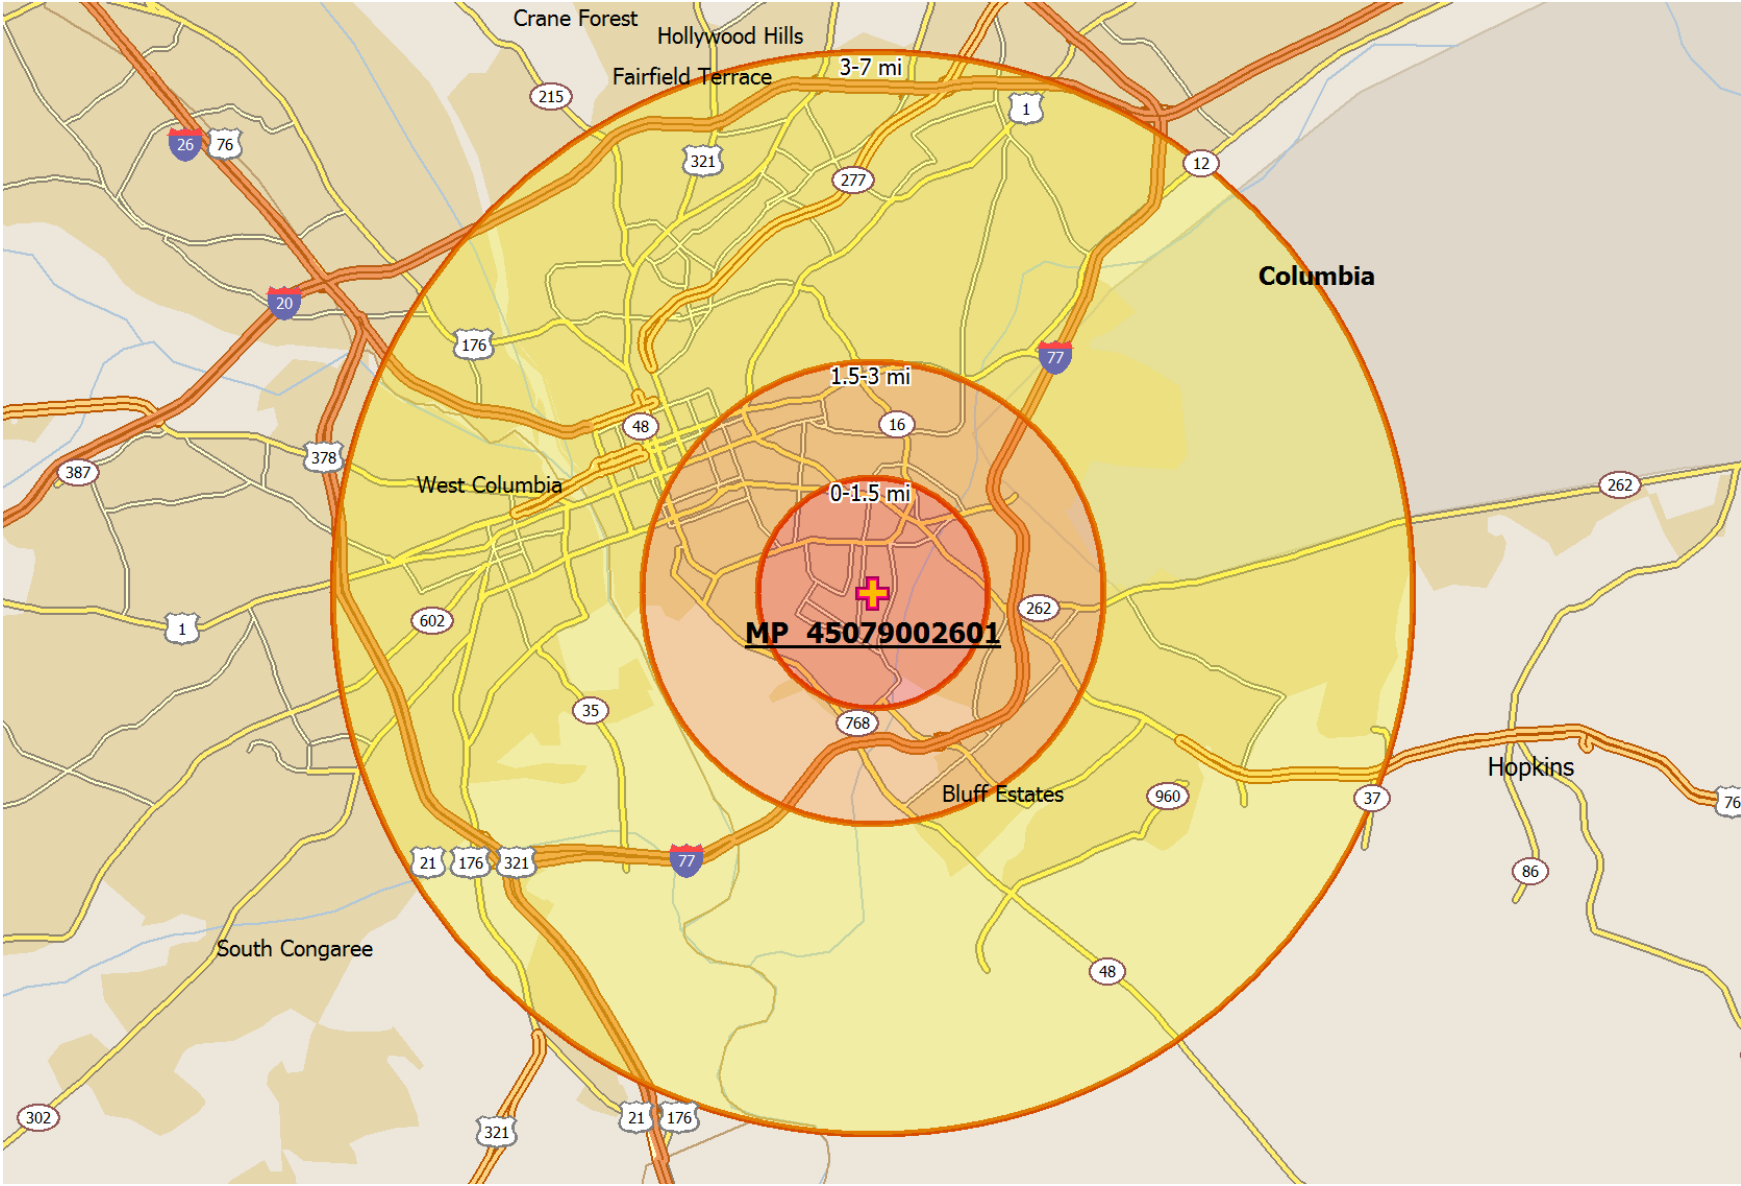 Crane Forest
Hollywood Hills
3-7 mi
Fairfield Terrace
215
1
26
76
321
12
277
Columbia
20
176
77
1.5-3 mi
48
16
378
387
West Columbia
0-1.5 mi
262
262
602
1
MP 45079002601
35
768
Hopkins
Bluff Estates
960
37
76
21
176
321
77
86
South Congaree
48
302
21
176
321